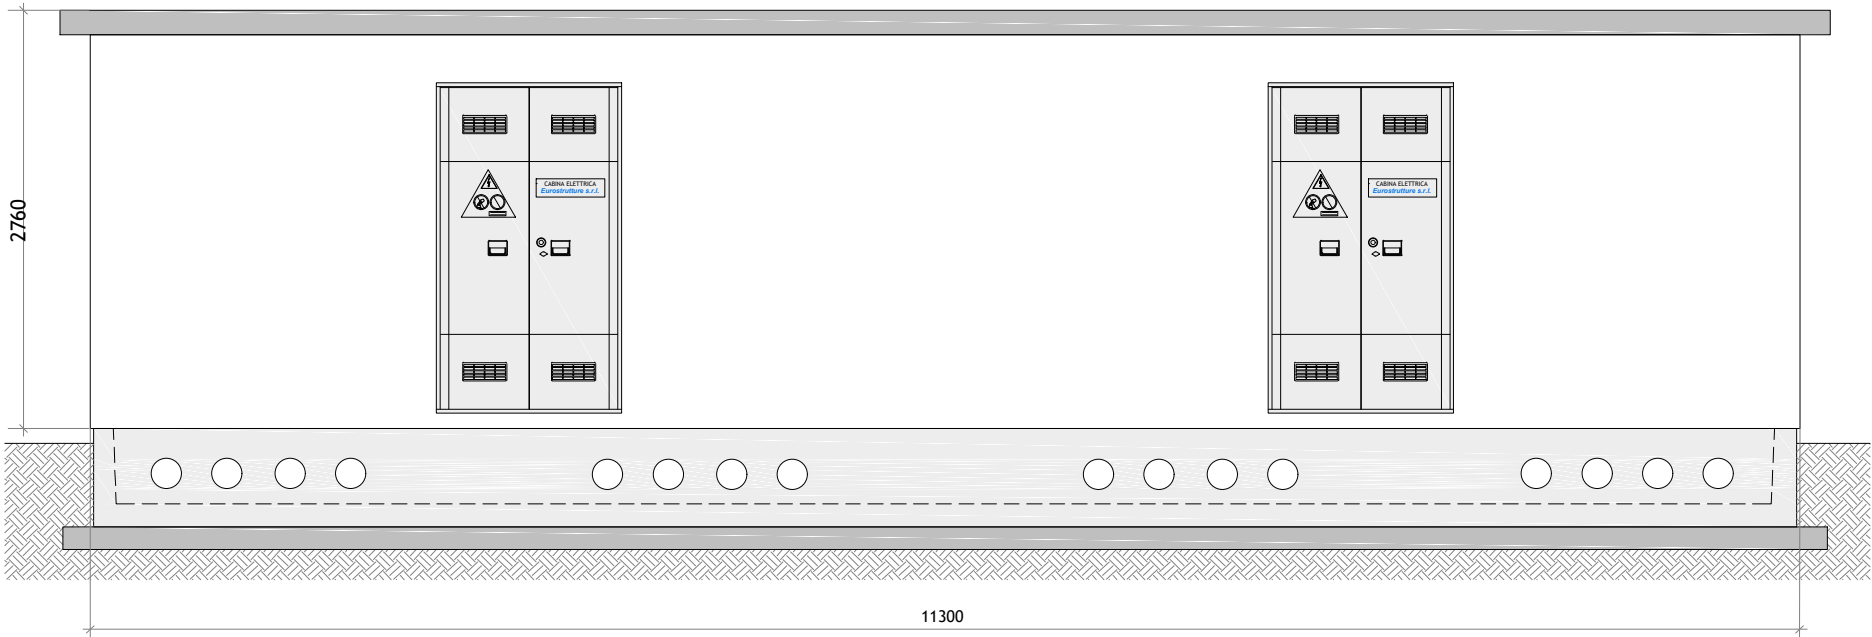 2760
CABINA ELETTRICA
Eurostrutture s.r.l.
CABINA ELETTRICA
Eurostrutture s.r.l.
11300